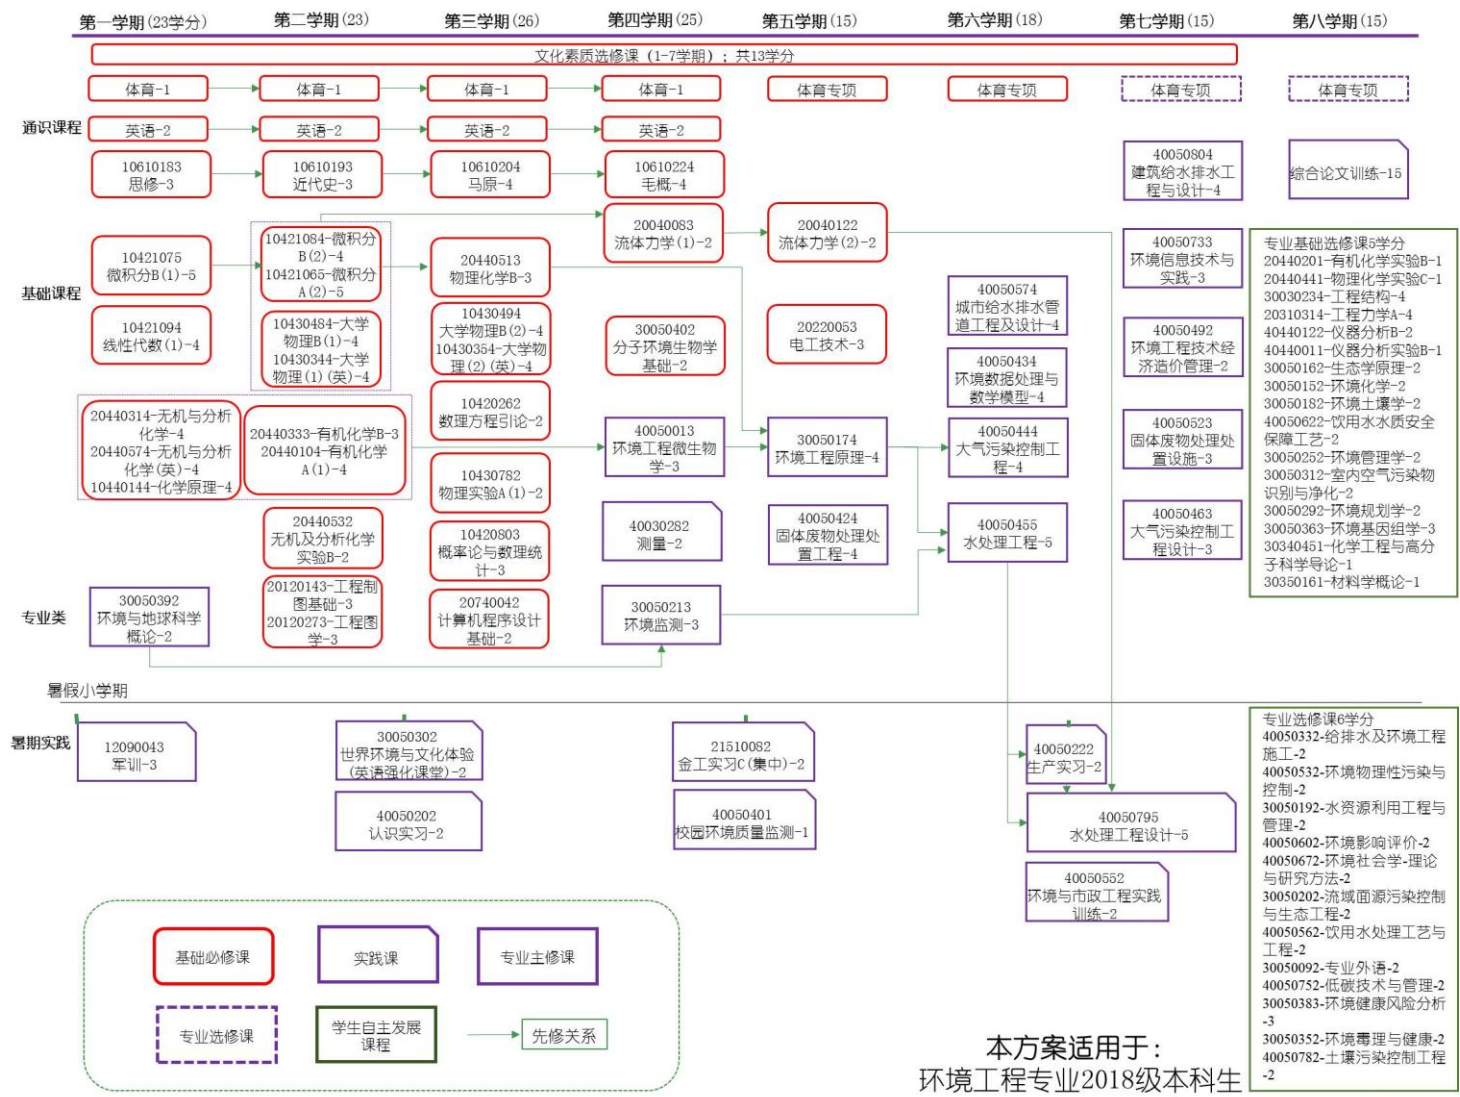 第一学期(23学分)
第二学期(23)
第三学期(26)
第四学期(25)
第五学期(15)
第六学期(18)
第七学期(15)
第八学期(15)
文化素质选修课（1-7学期）；共13学分
通识课程
体育-1
体育-1
体育-1
体育-1
体育专项
体育专项
体育专项
体育专项
英语-2
英语-2
英语-2
英语-2
10610183
思修-3
10610193
近代史-3
10610204
马原-4
10610224
毛概-4
40050804
建筑给水排水工
程与设计-4
综合论文训练-15
基础课程
10421075
微积分B(1)-5
10421084-微积分
B(2)-4
10421065-微积分
A(2)-5
20440513
物理化学B-3
20040083
流体力学(1)-2
20040122
流体力学(2)-2
40050733
环境信息技术与
实践-3
10421094
线性代数(1)-4
10430484-大学
物理B(1)-4
10430344-大学
物理(1)(英)-4
10430494
大学物理B(2)-4
10430354-大学物
理(2)(英)-4
30050402
分子环境生物学
基础-2
20220053
电工技术-3
40050574
城市给水排水管
道工程及设计-4
40050492
环境工程技术经
济造价管理-2
40050434
环境数据处理与
数学模型-4
20440314-无机与分析
化学-4
20440574-无机与分析
化学(英)-4
10440144-化学原理-4
20440333-有机化学B-3
20440104-有机化学
A(1)-4
10420262
数理方程引论-2
40050013
环境工程微生物
学-3
30050174
环境工程原理-4
40050444
大气污染控制工
程-4
40050523
固体废物处理处
置设施-3
10430782
物理实验A(1)-2
20440532
无机及分析化学
实验B-2
10420803
概率论与数理统
计-3
40030282
测量-2
40050424
固体废物处理处
置工程-4
40050455
水处理工程-5
40050463
大气污染控制工
程设计-3
专业类
30050392
环境与地球科学
概论-2
20120143-工程制
图基础-3
20120273-工程图
学-3
20740042
计算机程序设计
基础-2
30050213
环境监测-3
专业基础选修课5学分
20440201-有机化学实验B-1
20440441-物理化学实验C-1
30030234-工程结构-4
20310314-工程力学A-4
40440122-仪器分析B-2
40440011-仪器分析实验B-1
30050162-生态学原理-2
30050152-环境化学-2
30050182-环境土壤学-2
40050622-饮用水水质安全
保障工艺-2
30050252-环境管理学-2
30050312-室内空气污染物
识别与净化-2
30050292-环境规划学-2
30050363-环境基因组学-3
30340451-化学工程与高分
子科学导论-1
30350161-材料学概论-1
暑假小学期
暑期实践
12090043
军训-3
30050302
世界环境与文化体验
(英语强化课堂)-2
21510082
金工实习C(集中)-2
40050222
生产实习-2
40050202
认识实习-2
40050401
校园环境质量监测-1
40050795
水处理工程设计-5
40050552
环境与市政工程实践
训练-2
专业选修课6学分
40050332-给排水及环境工程
施工-2
40050532-环境物理性污染与
控制-2
30050192-水资源利用工程与
管理-2
40050602-环境影响评价-2
40050672-环境社会学-理论
与研究方法-2
30050202-流域面源污染控制
与生态工程-2
40050562-饮用水处理工艺与
工程-2
30050092-专业外语-2
40050752-低碳技术与管理-2
30050383-环境健康风险分析
-3
30050352-环境毒理与健康-2
40050782-土壤污染控制工程
-2
基础必修课
实践课
专业主修课
专业选修课
学生自主发展
课程
先修关系
本方案适用于：
环境工程专业2018级本科生